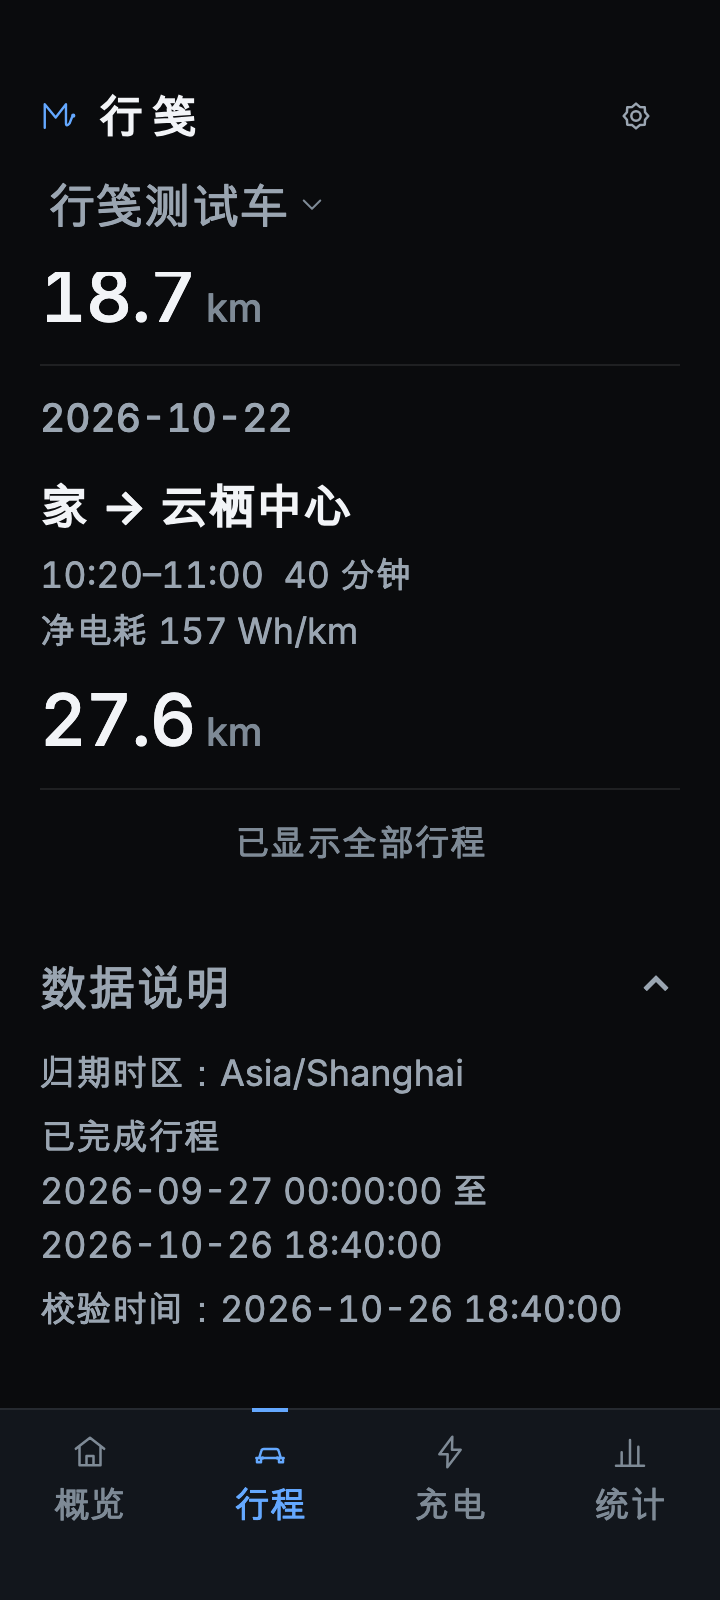 行笺
行笺测试车
18.7 km
2026-10-22
家 → 云栖中心
10:20–11:00 40 分钟
净电耗 157 Wh/km
27.6 km
已显示全部行程
数据说明
归期时区：Asia/Shanghai
已完成行程
2026-09-27 00:00:00 至
2026-10-26 18:40:00
校验时间：2026-10-26 18:40:00
概览 行程 充电 统计